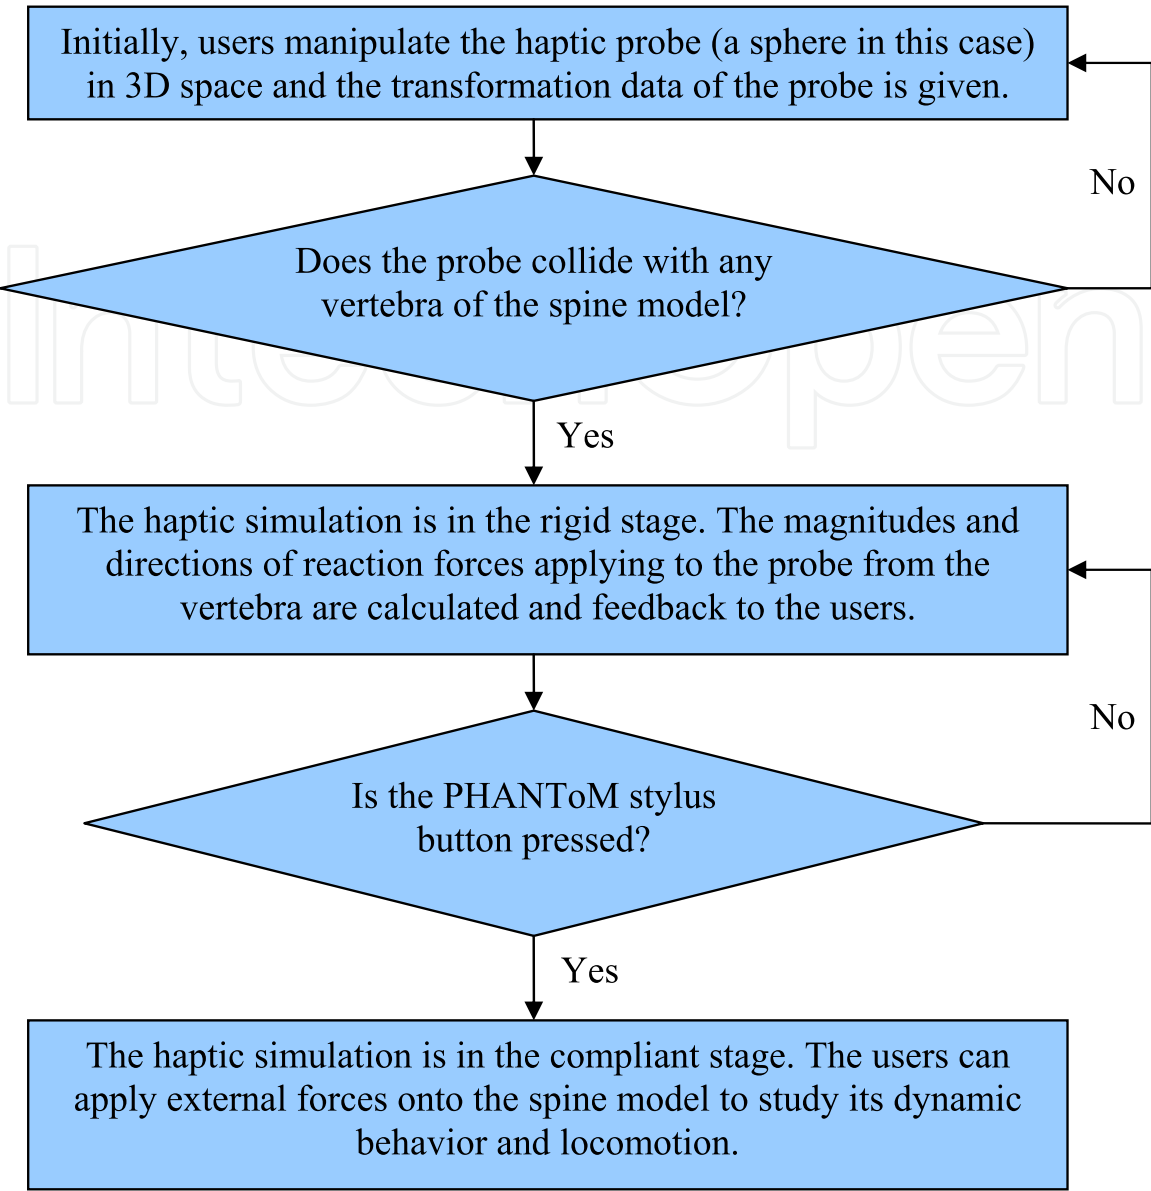 Initially, users manipulate the haptic probe (a sphere in this case)
in 3D space and the transformation data of the probe is given.
No
Does the probe collide with any
vertebra of the spine model?
IntechOpen
Yes
The haptic simulation is in the rigid stage. The magnitudes and
directions of reaction forces applying to the probe from the
vertebra are calculated and feedback to the users.
No
Is the PHANToM stylus
button pressed?
Yes
The haptic simulation is in the compliant stage. The users can
apply external forces onto the spine model to study its dynamic
behavior and locomotion.